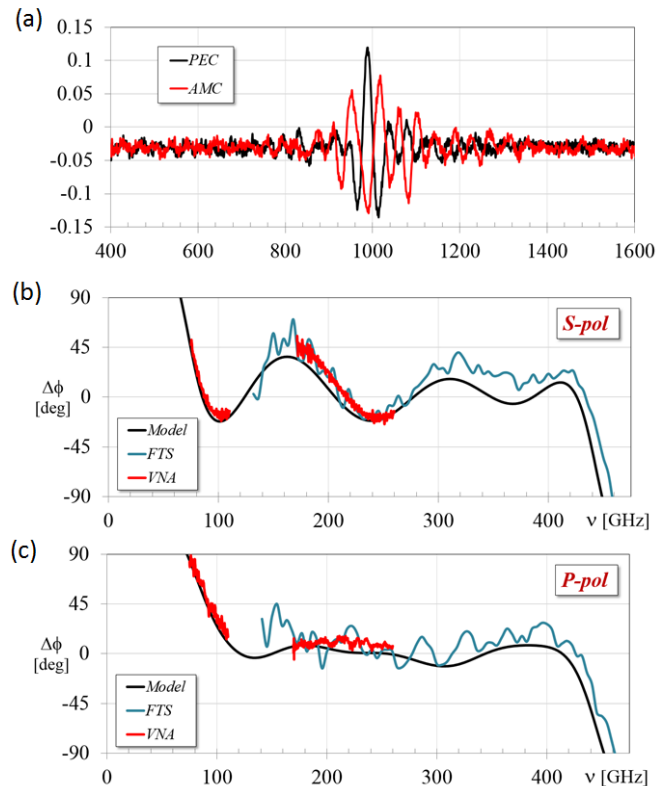 (a)
0.15
0.1
0.05
0
-0.05
-0.1
-0.15
PEC
AMC
400 600 800 1000 1200 1400 1600
(b)
90
45
0
-45
-90
Δϕ
[deg]
S-pol
Model
FTS
VNA
0 100 200 300 400 ν [GHz]
(c)
90
45
0
-45
-90
Δϕ
[deg]
P-pol
Model
FTS
VNA
0 100 200 300 400 ν [GHz]